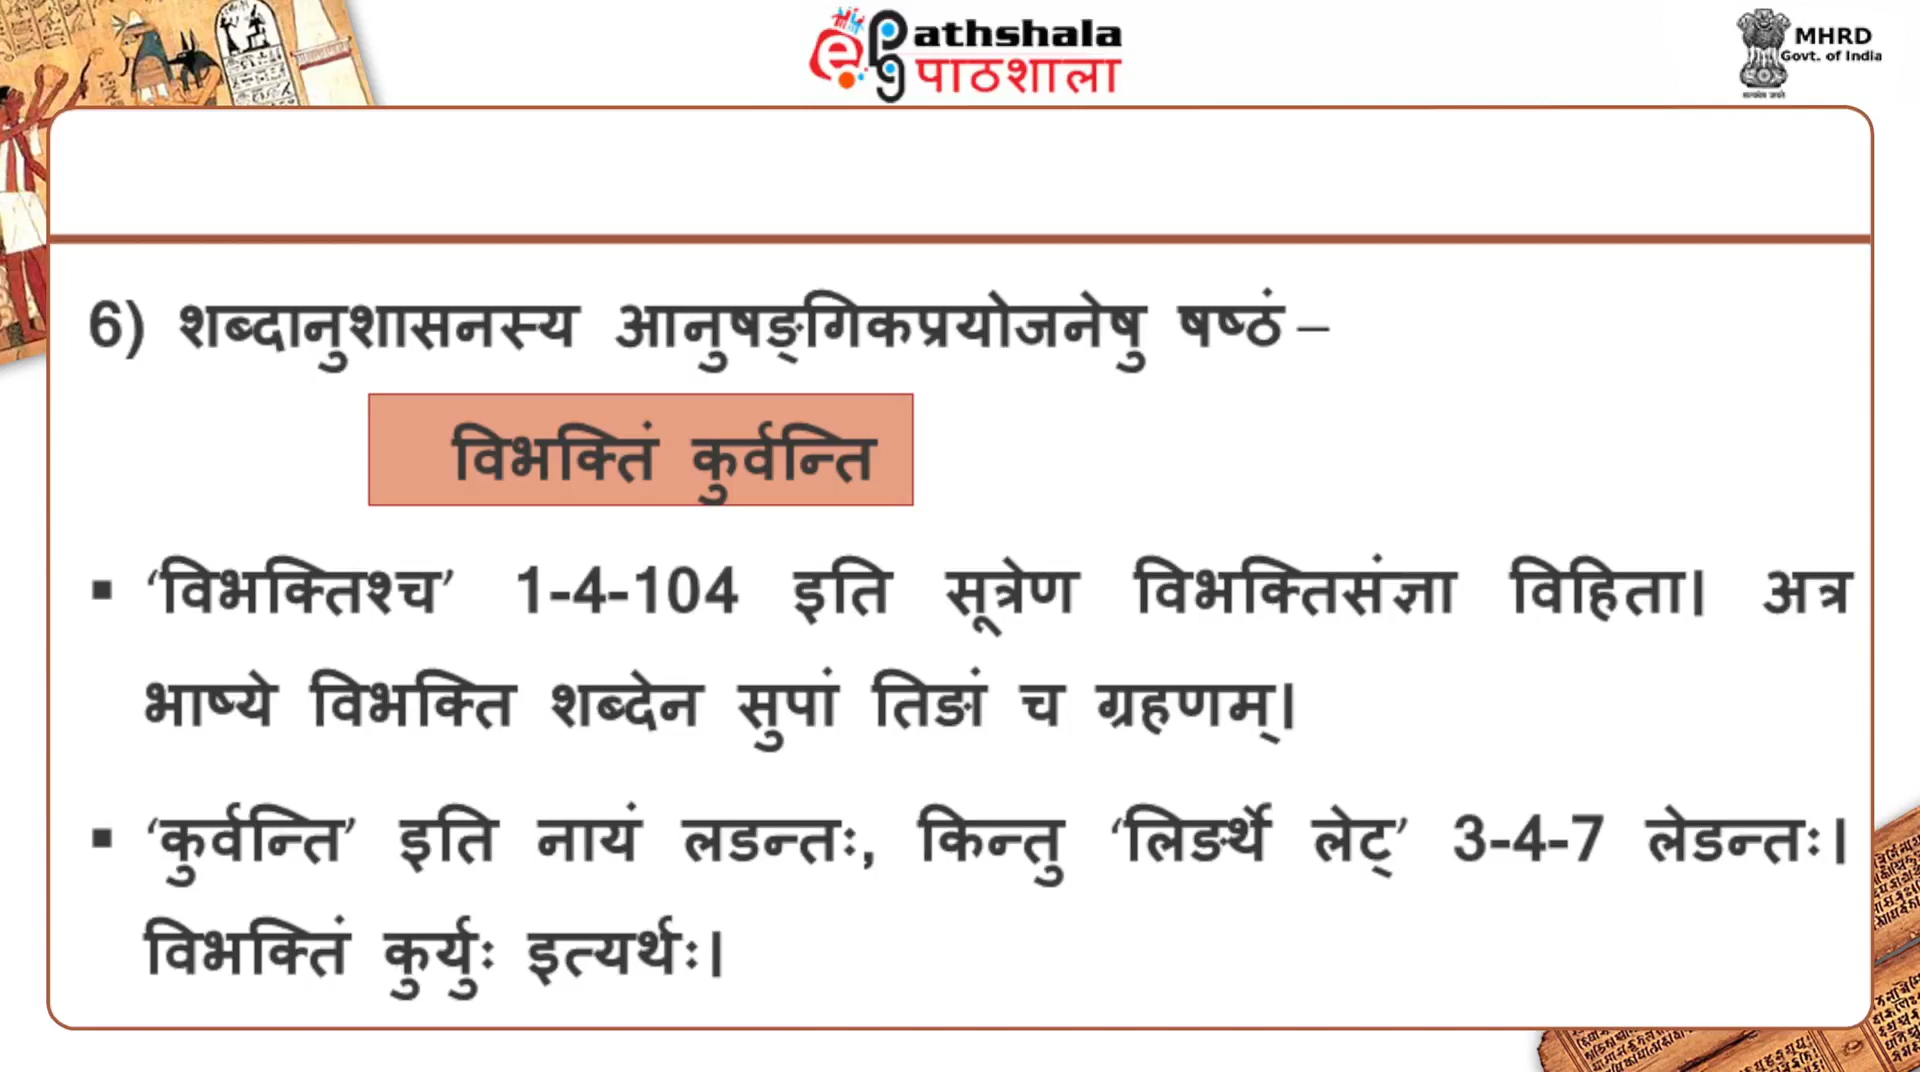 ePg Pathshala
पाठशाला
MHRD
Govt. of India
6) शब्दानुशासनस्य आनुषङ्गिकप्रयोजनेषु षष्ठं –
विभक्तिं कुर्वन्ति
▪ ‘विभक्तिश्च’ 1-4-104 इति सूत्रेण विभक्तिसंज्ञा विहिता। अत्र
भाष्ये विभक्ति शब्देन सुपां तिङां च ग्रहणम्।
▪ ‘कुर्वन्ति’ इति नायं लडन्तः, किन्तु ‘लिङर्थे लेट्’ 3-4-7 लेडन्तः।
विभक्तिं कुर्युः इत्यर्थः।